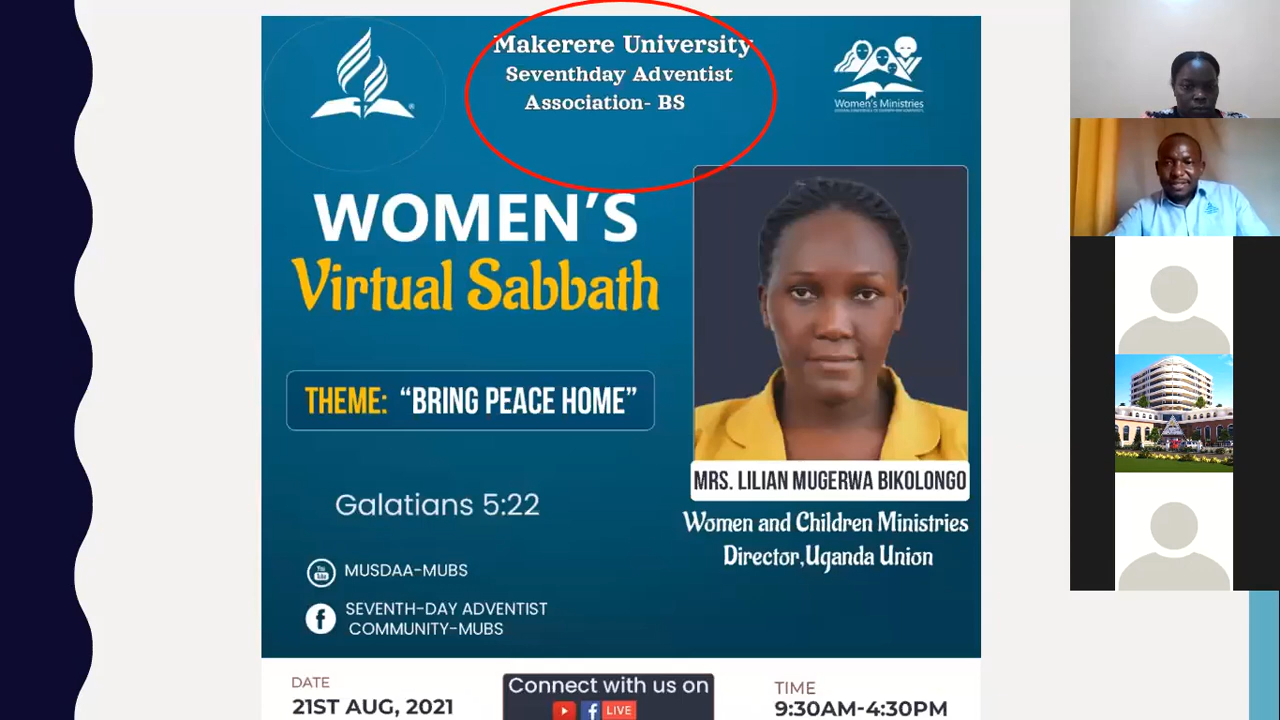 Makerere University
Seventhday Adventist
Association- BS
Women's Ministries
WOMEN'S
Virtual Sabbath
THEME: “BRING PEACE HOME”
Galatians 5:22
MRS. LILIAN MUGERWA BIKOLONGO
Women and Children Ministries
Director,Uganda Union
MUSDAA-MUBS
SEVENTH-DAY ADVENTIST
COMMUNITY-MUBS
DATE
21ST AUG, 2021
Connect with us on
LIVE
TIME
9:30AM-4:30PM